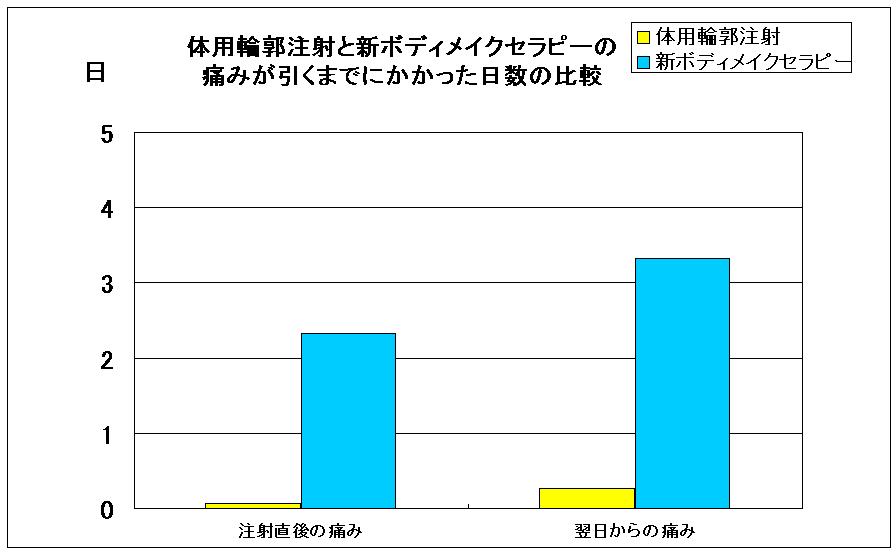 体用輪郭注射と新ボディメイクセラピーの
痛みが引くまでにかかった日数の比較
体用輪郭注射
新ボディメイクセラピー
日
5
4
3
2
1
0
注射直後の痛み
翌日からの痛み